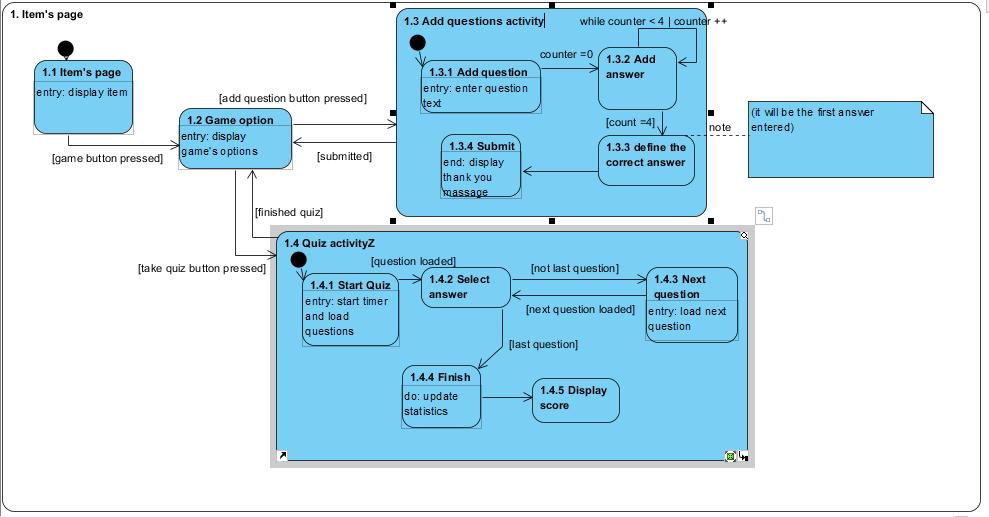 1. Item's page
1.1 Item's page
entry: display item
[game button pressed]
1.2 Game option
entry: display
game's options
[add question button pressed]
[submitted]
[finished quiz]
[take quiz button pressed]
1.3 Add questions activity
while counter < 4 | counter ++
counter =0
1.3.1 Add question
entry: enter question
text
1.3.2 Add
answer
[count =4]
note
(it will be the first answer
entered)
1.3.3 define the
correct answer
1.3.4 Submit
end: display
thank you
massage
1.4 Quiz activityZ
[question loaded]
1.4.1 Start Quiz
entry: start timer
and load
questions
1.4.2 Select
answer
[not last question]
[next question loaded]
1.4.3 Next
question
entry: load next
question
[last question]
1.4.4 Finish
do: update
statistics
1.4.5 Display
score